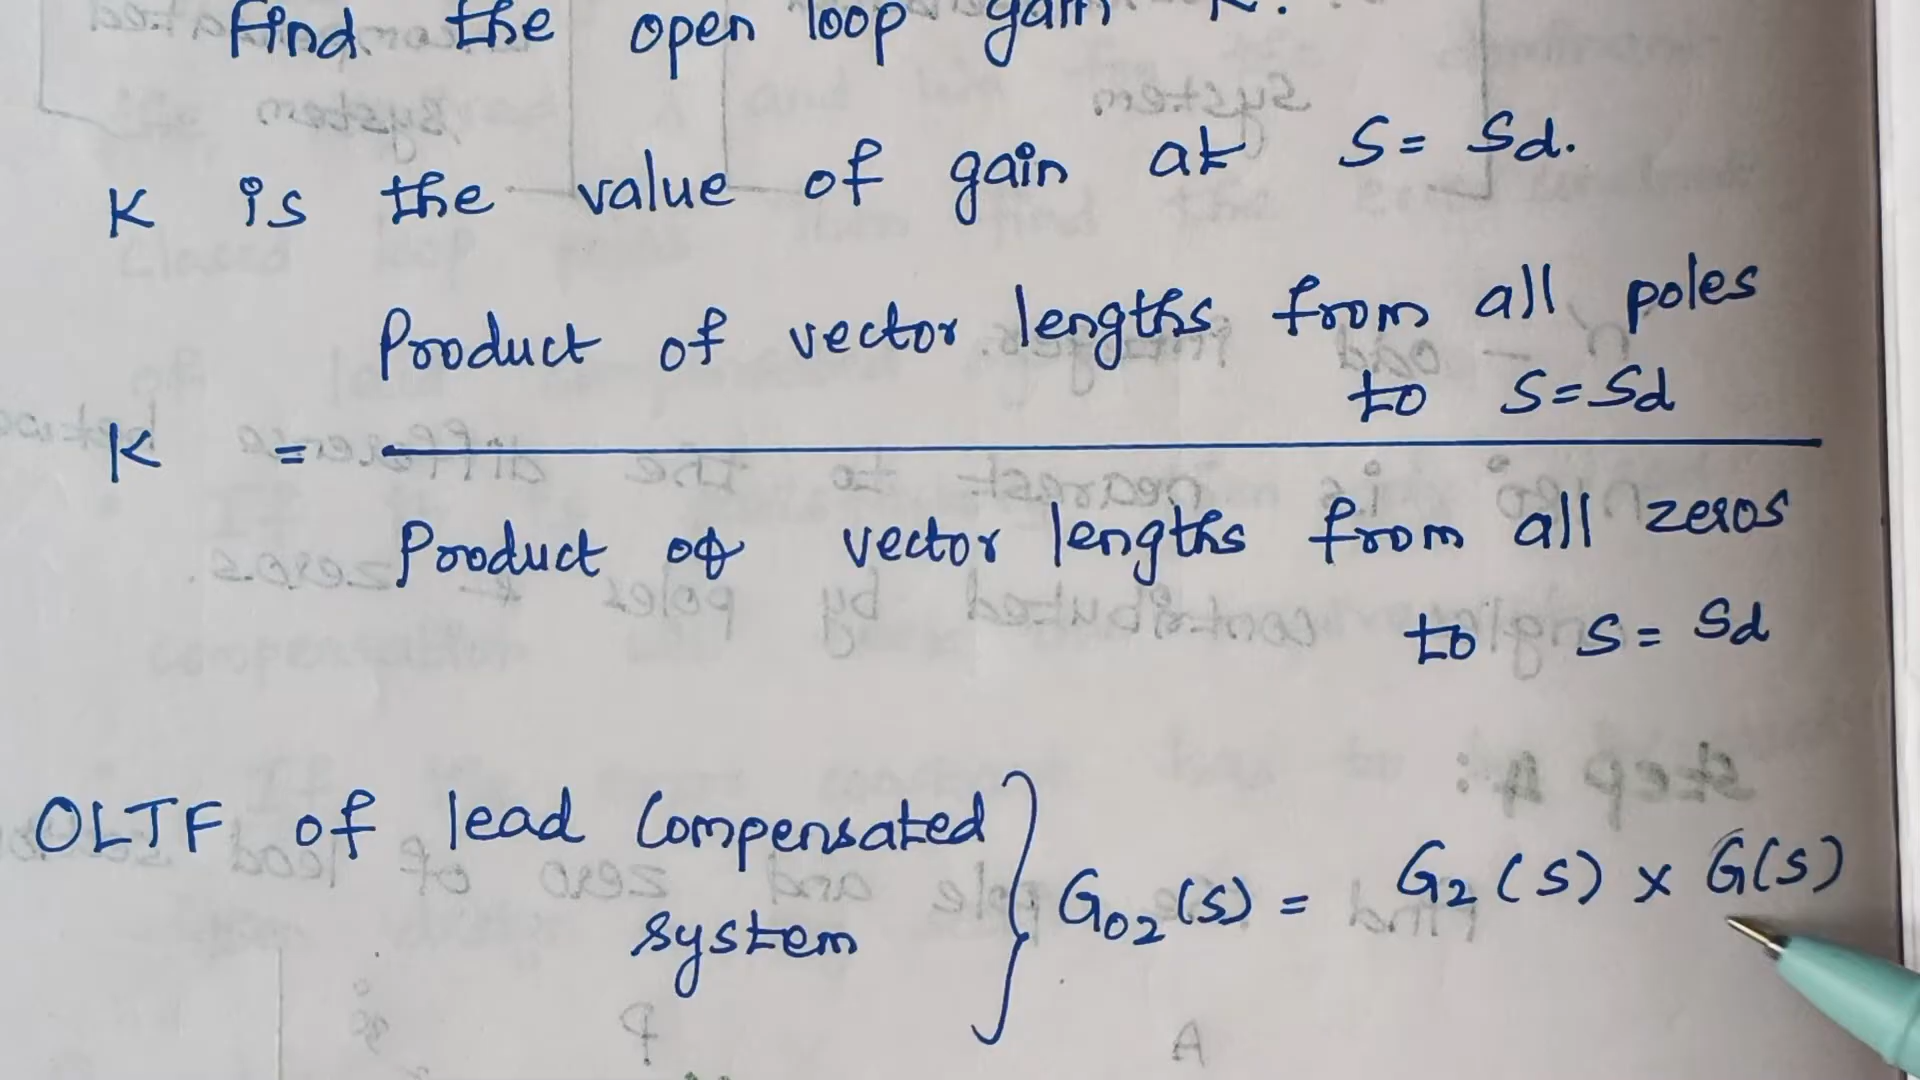 Find the open loop gain K.
K is the value of gain at S = Sd.
Product of vector lengths from all poles
to S = Sd
K =
Product of vector lengths from all zeros
to S = Sd
OLTF of lead Compensated
system } G02(s) = G2(s) x G(s)